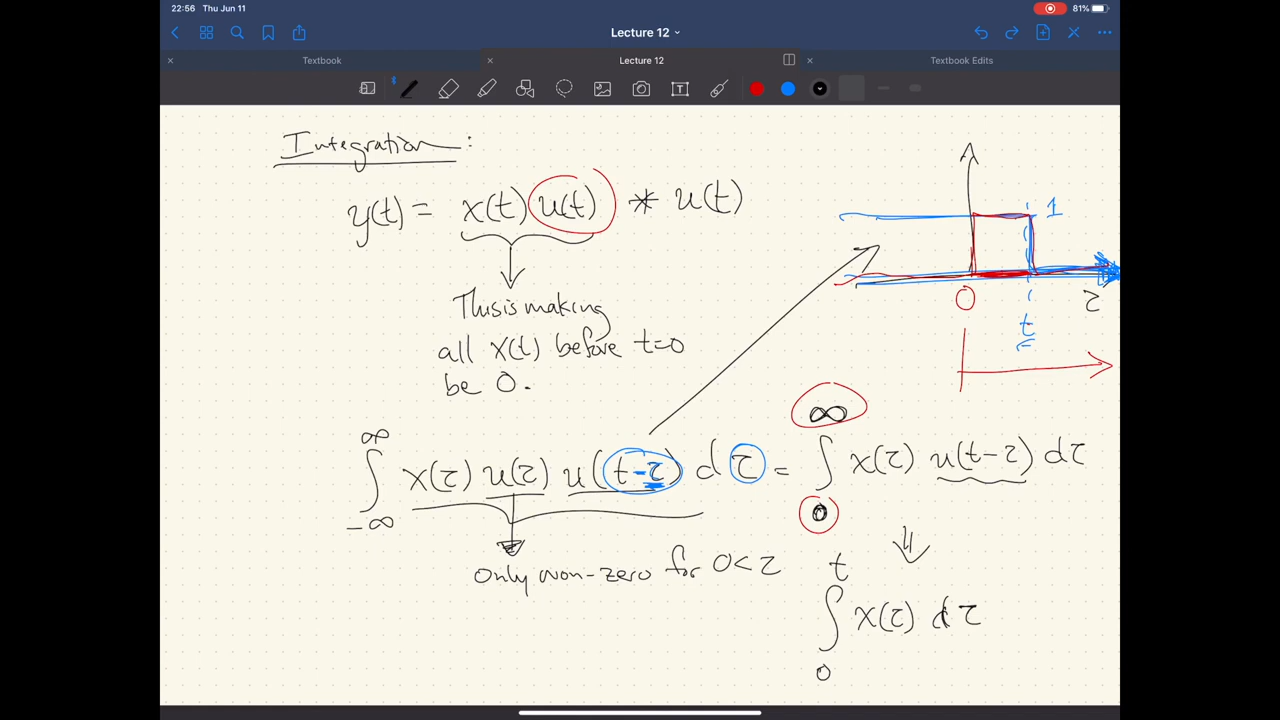 22:56 Thu Jun 11
81%
Lecture 12
Textbook
Lecture 12
Textbook Edits
T
Integration :
y(t) = x(t) u(t) * u(t)
This is making
all x(t) before t=0
be 0.
1
0
t
τ
∫_{-∞}^{∞} x(τ) u(τ) u(t-τ) dτ = ∫_{0}^{∞} x(τ) u(t-τ) dτ
Only non-zero for 0<τ
⇓
∫_{0}^{t} x(τ) dτ